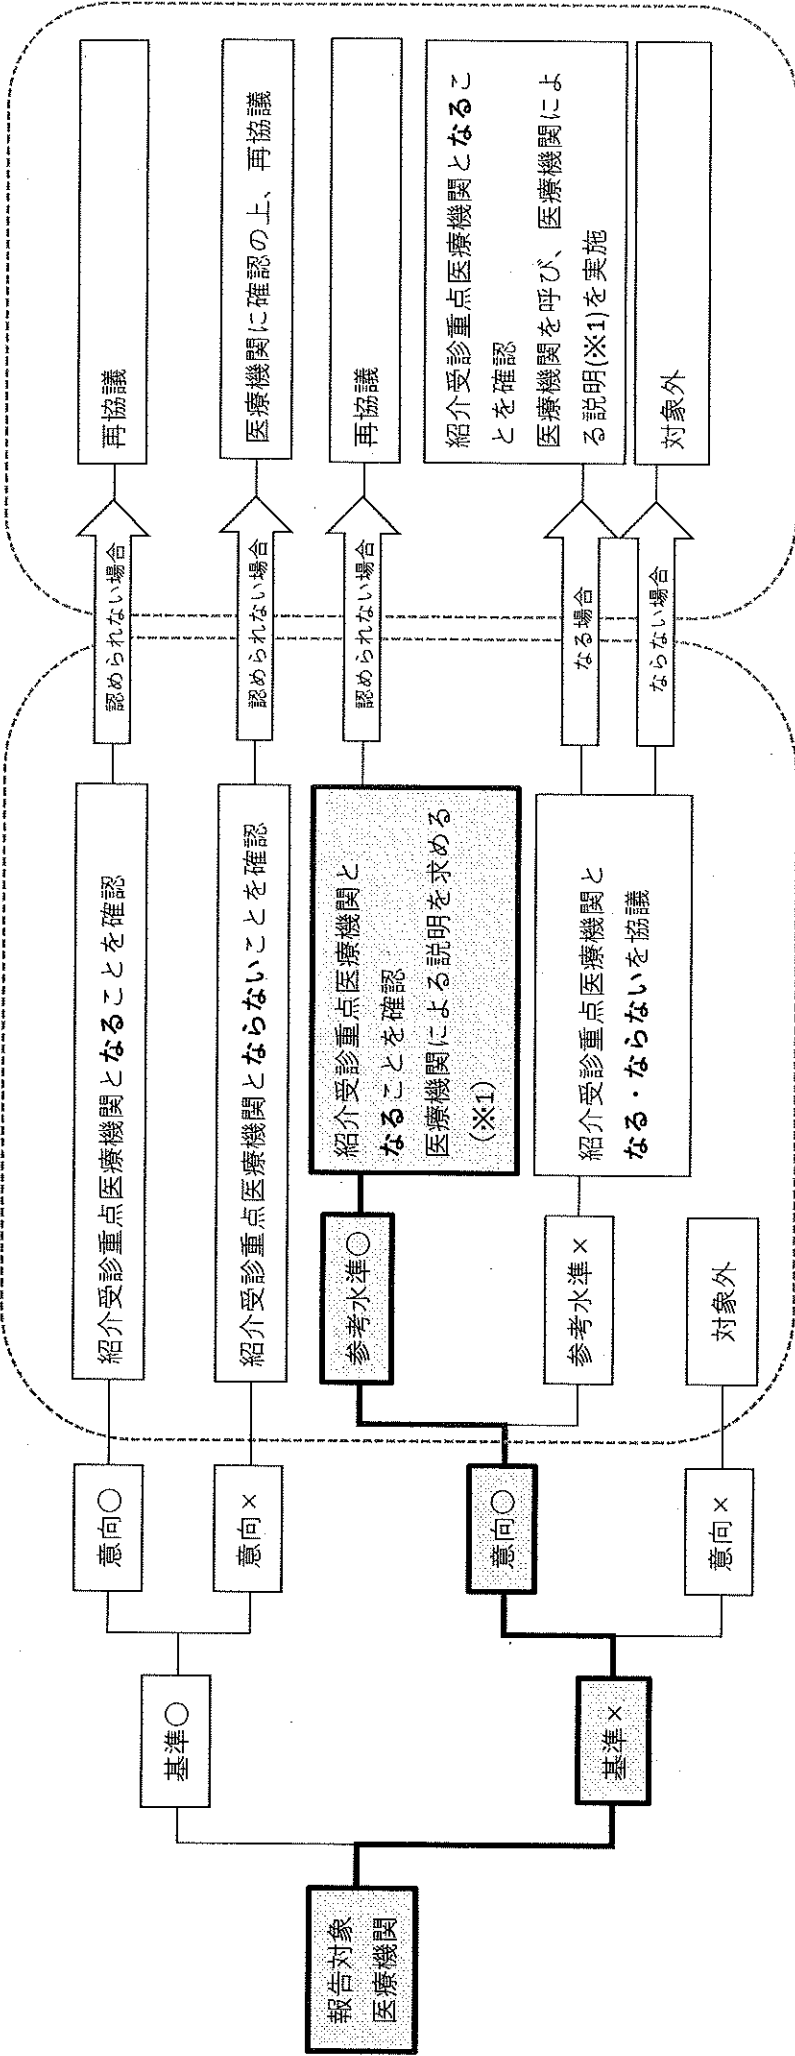 報告対象
医療機関
基準〇
基準×
意向〇
意向×
意向〇
意向×
紹介受診重点医療機関となることを確認
紹介受診重点医療機関とならないことを確認
参考水準〇
参考水準×
対象外
紹介受診重点医療機関と
なることを確認
医療機関による説明を求める
（※1）
紹介受診重点医療機関と
なる・ならないを協議
認められない場合
認められない場合
認められない場合
なる場合
ならない場合
再協議
医療機関に確認の上、再協議
再協議
紹介受診重点医療機関となるこ
とを確認
医療機関を呼び、医療機関によ
る説明(※1)を実施
対象外